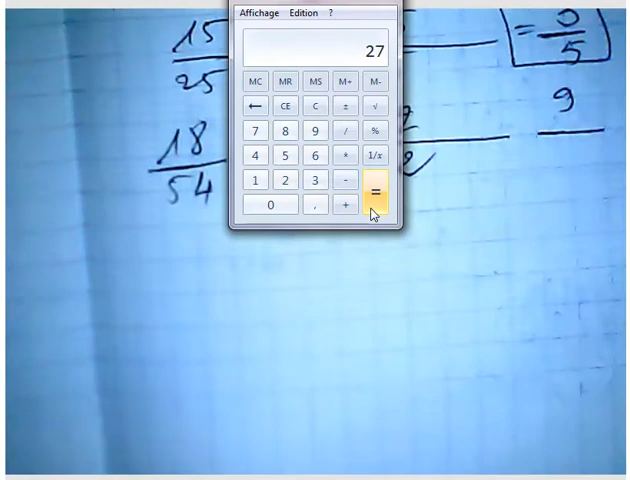 Affichage Edition ?
27
MC MR MS M+ M-
← CE C ± √
7 8 9 / %
4 5 6 * 1/x
1 2 3 - =
0 , +
15
25
=
5
18
54
2
9